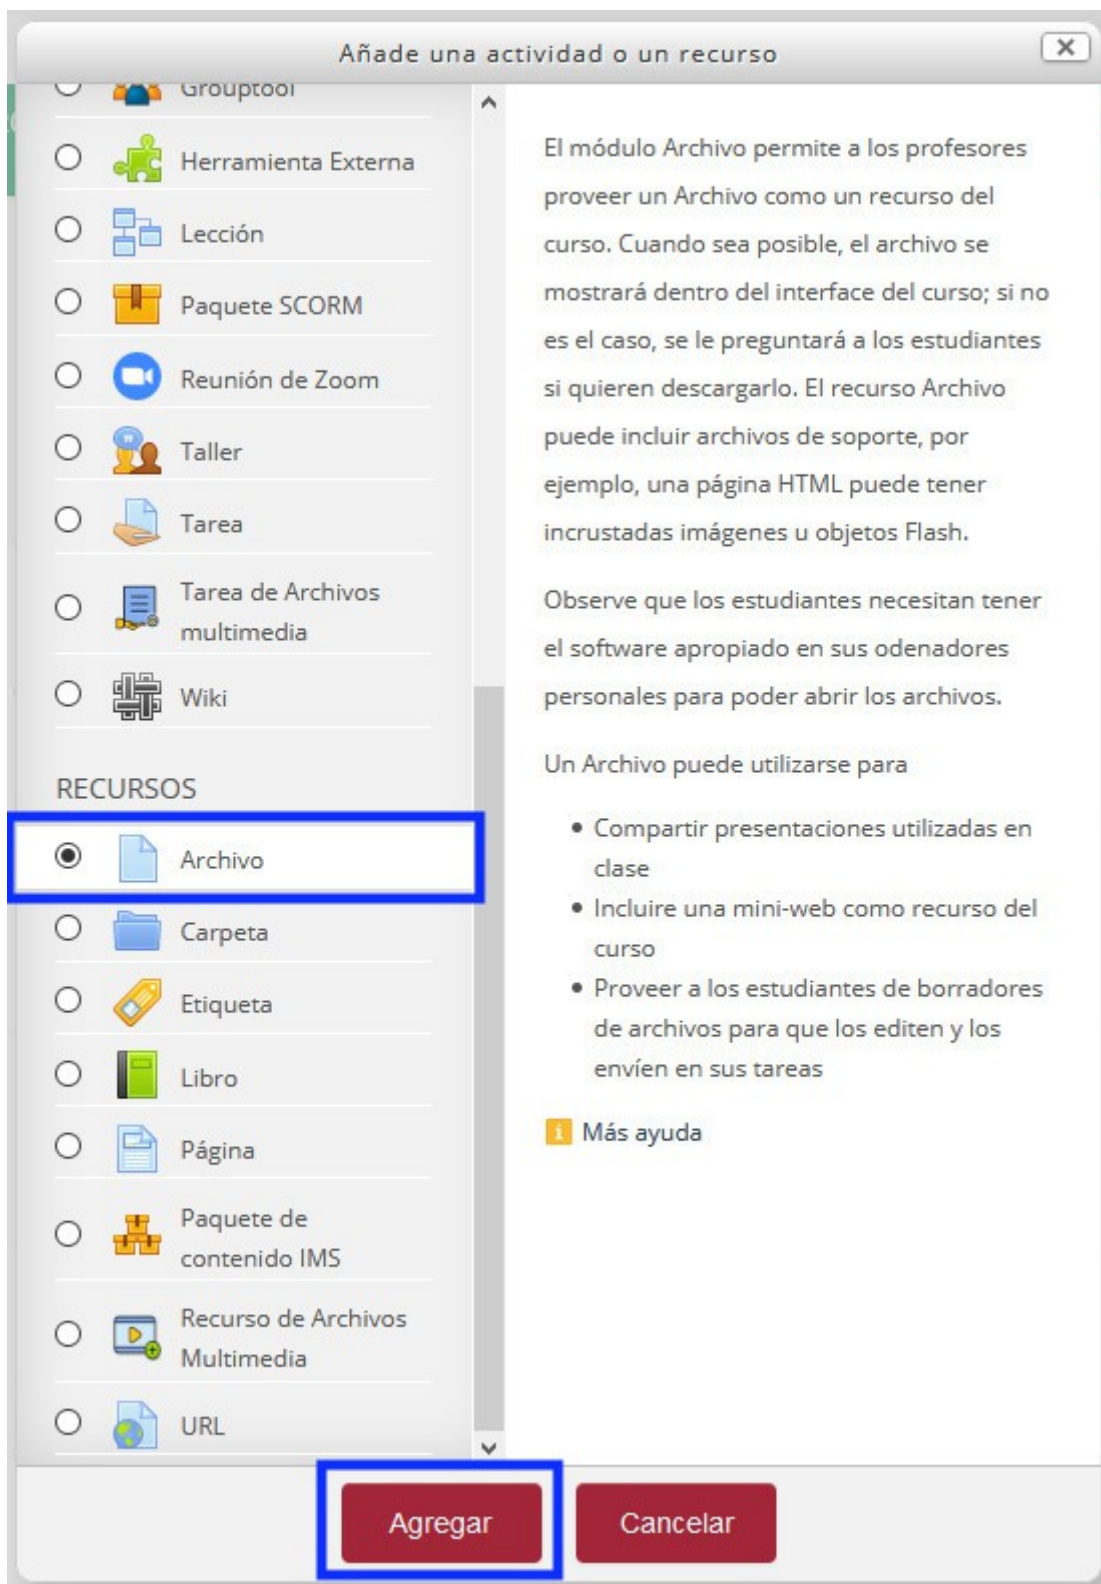 Añade una actividad o un recurso
Grouptool
Herramienta Externa
Lección
Paquete SCORM
Reunión de Zoom
Taller
Tarea
Tarea de Archivos
multimedia
Wiki
RECURSOS
Archivo
Carpeta
Etiqueta
Libro
Página
Paquete de
contenido IMS
Recurso de Archivos
Multimedia
URL
El módulo Archivo permite a los profesores
proveer un Archivo como un recurso del
curso. Cuando sea posible, el archivo se
mostrará dentro del interface del curso; si no
es el caso, se le preguntará a los estudiantes
si quieren descargarlo. El recurso Archivo
puede incluir archivos de soporte, por
ejemplo, una página HTML puede tener
incrustadas imágenes u objetos Flash.
Observe que los estudiantes necesitan tener
el software apropiado en sus odenadores
personales para poder abrir los archivos.
Un Archivo puede utilizarse para
• Compartir presentaciones utilizadas en
clase
• Incluire una mini-web como recurso del
curso
• Proveer a los estudiantes de borradores
de archivos para que los editen y los
envíen en sus tareas
Más ayuda
Agregar
Cancelar